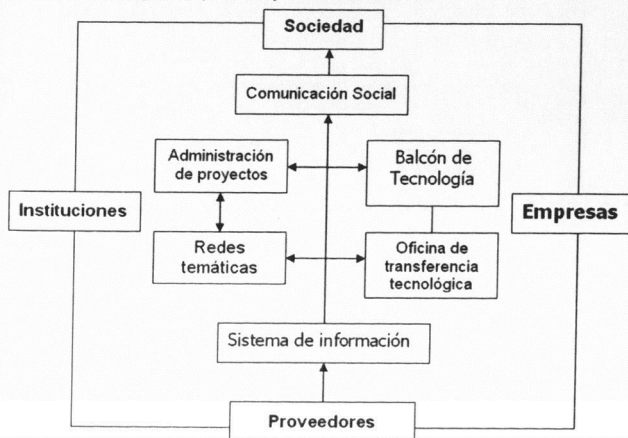 Sociedad
Comunicación Social
Administración
de proyectos
Balcón de
Tecnología
Instituciones
Empresas
Redes
temáticas
Oficina de
transferencia
tecnológica
Sistema de información
Proveedores